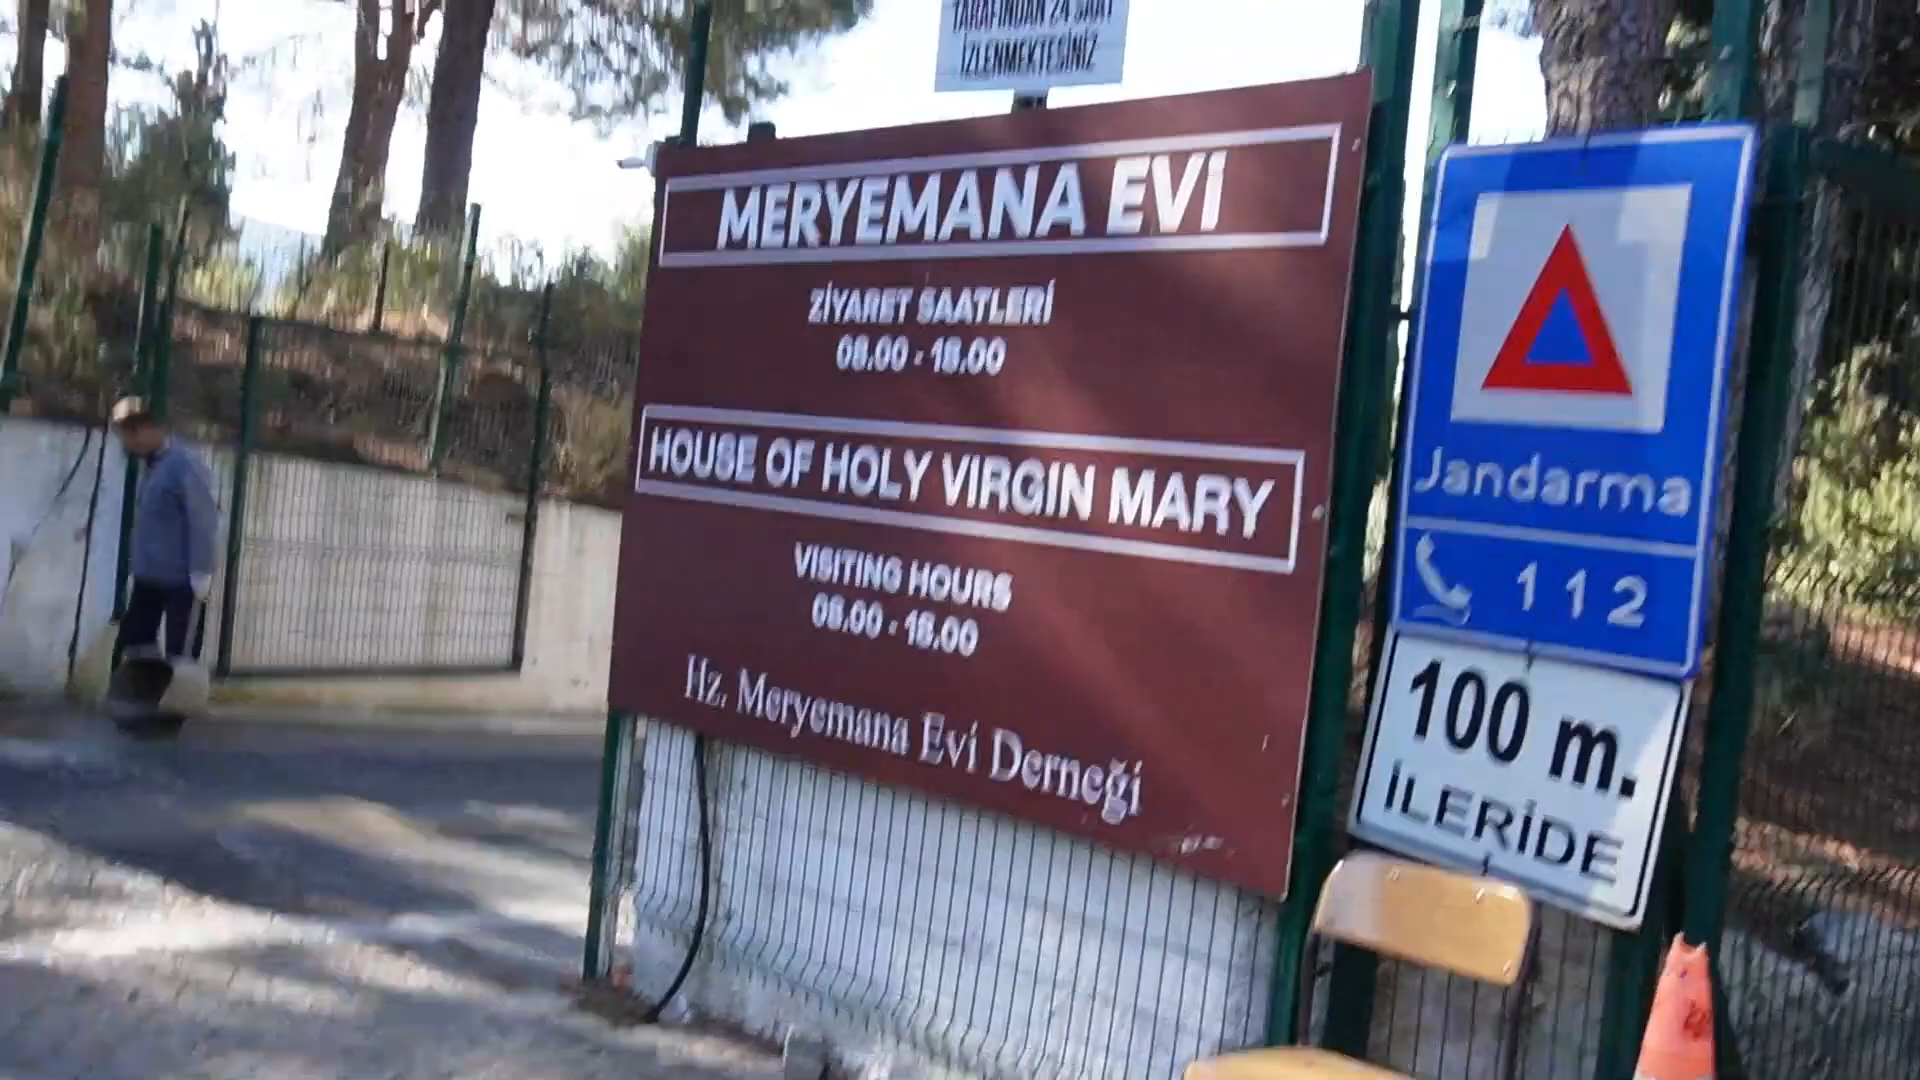 TARAFINDAN 24 SAAT
İZLENMEKTESİNİZ
MERYEMANA EVİ
ZİYARET SAATLERİ
08.00 - 18.00
HOUSE OF HOLY VIRGIN MARY
VISITING HOURS
08.00 - 18.00
Hz. Meryemana Evi Derneği
Jandarma
112
100 m.
İLERİDE